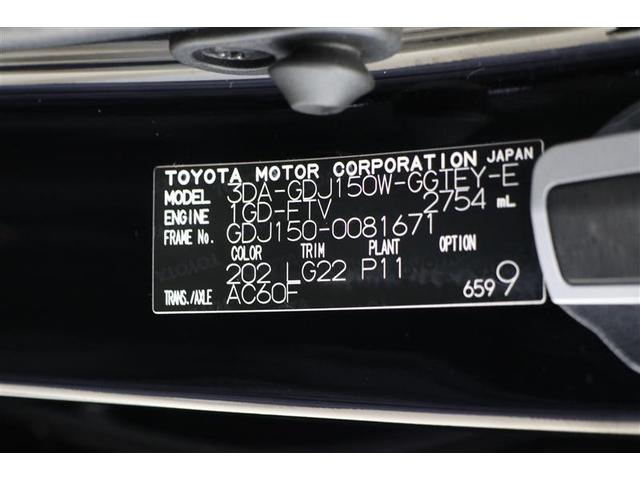 TOYOTA MOTOR CORPORATION JAPAN
MODEL 3DA-GDJ150W-GGTEY-E
ENGINE 1GD-FTV 2754 mL
FRAME No. GDJ150-0081671
COLOR TRIM PLANT OPTION
202 LG22 P11
TRANS./AXLE AC60F 6599